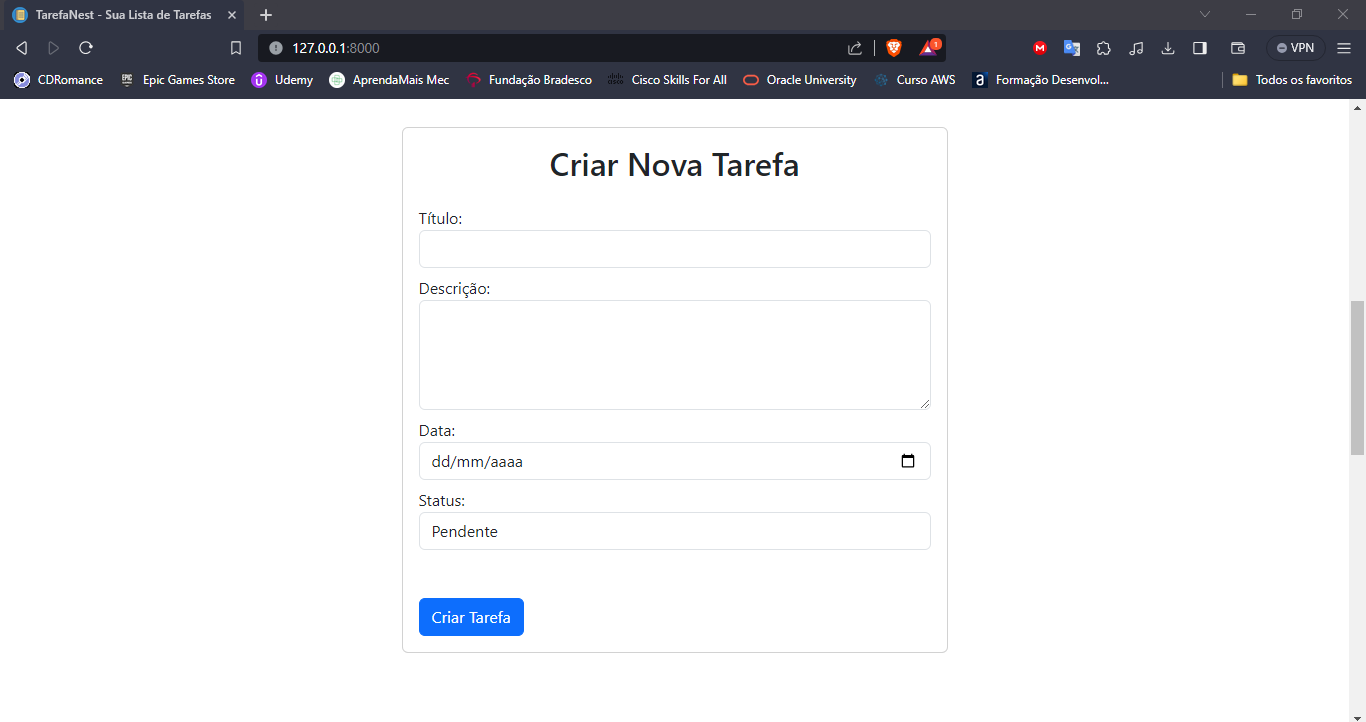 TarefaNest - Sua Lista de Tarefas
127.0.0.1:8000
1
M
VPN
CDRomance
EPIC
Epic Games Store
Udemy
AprendaMais Mec
Fundação Bradesco
Cisco Skills For All
Oracle University
Curso AWS
a
Formação Desenvol...
Todos os favoritos
Criar Nova Tarefa
Título:
Descrição:
Data:
dd/mm/aaaa
Status:
Pendente
Criar Tarefa